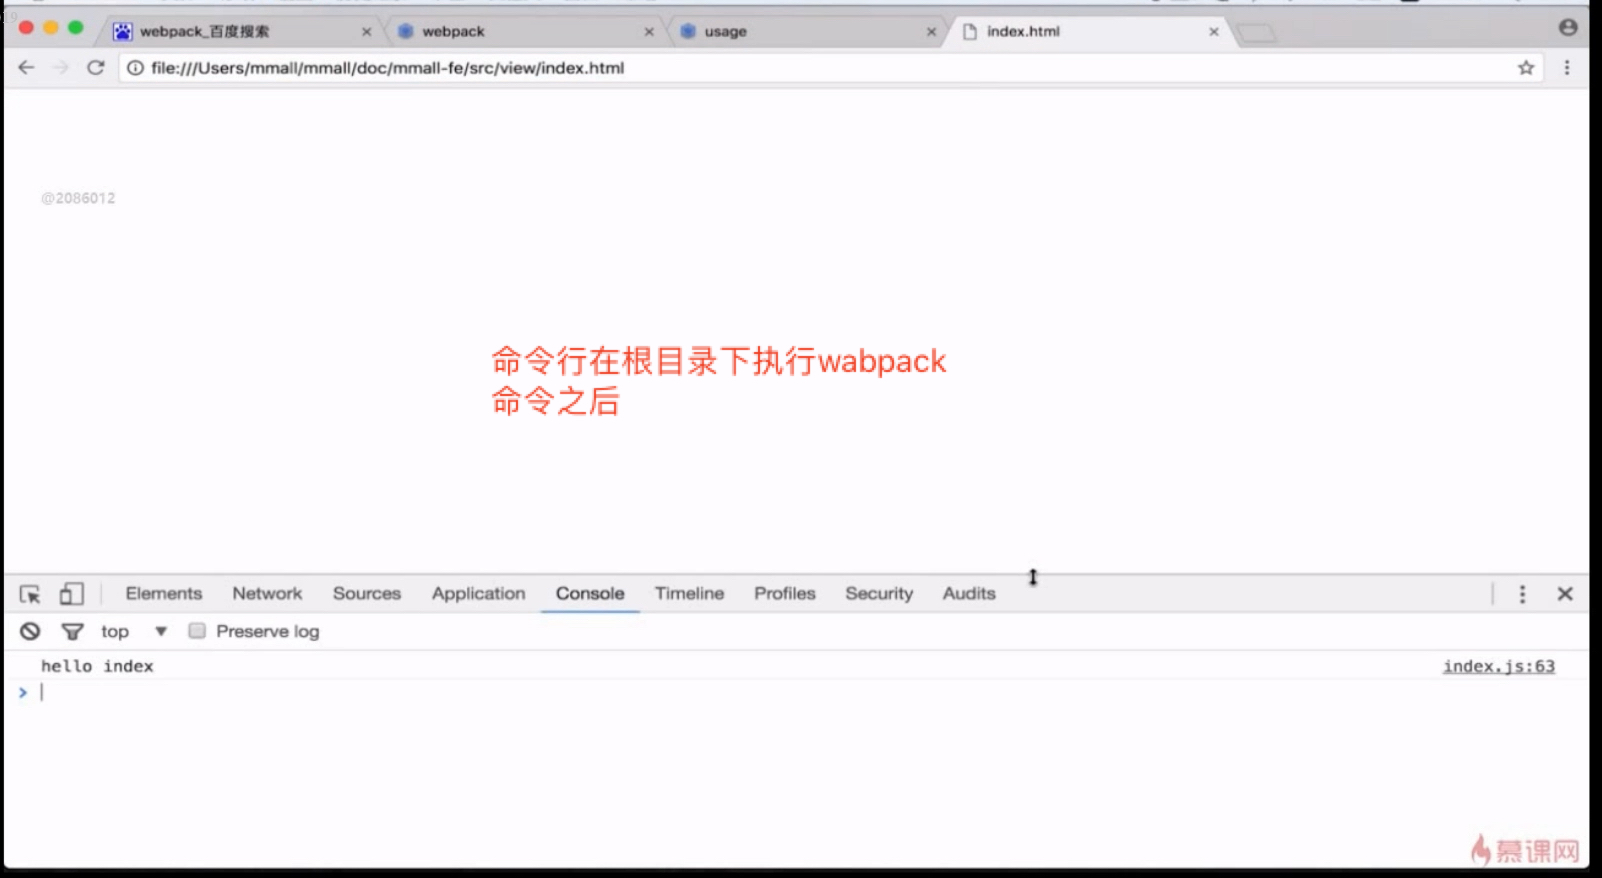 webpack_百度搜索
webpack
usage
index.html
file:///Users/mmall/mmall/doc/mmall-fe/src/view/index.html
@2086012
命令行在根目录下执行wabpack
命令之后
Elements Network Sources Application Console Timeline Profiles Security Audits
top Preserve log
hello index index.js:63
慕课网